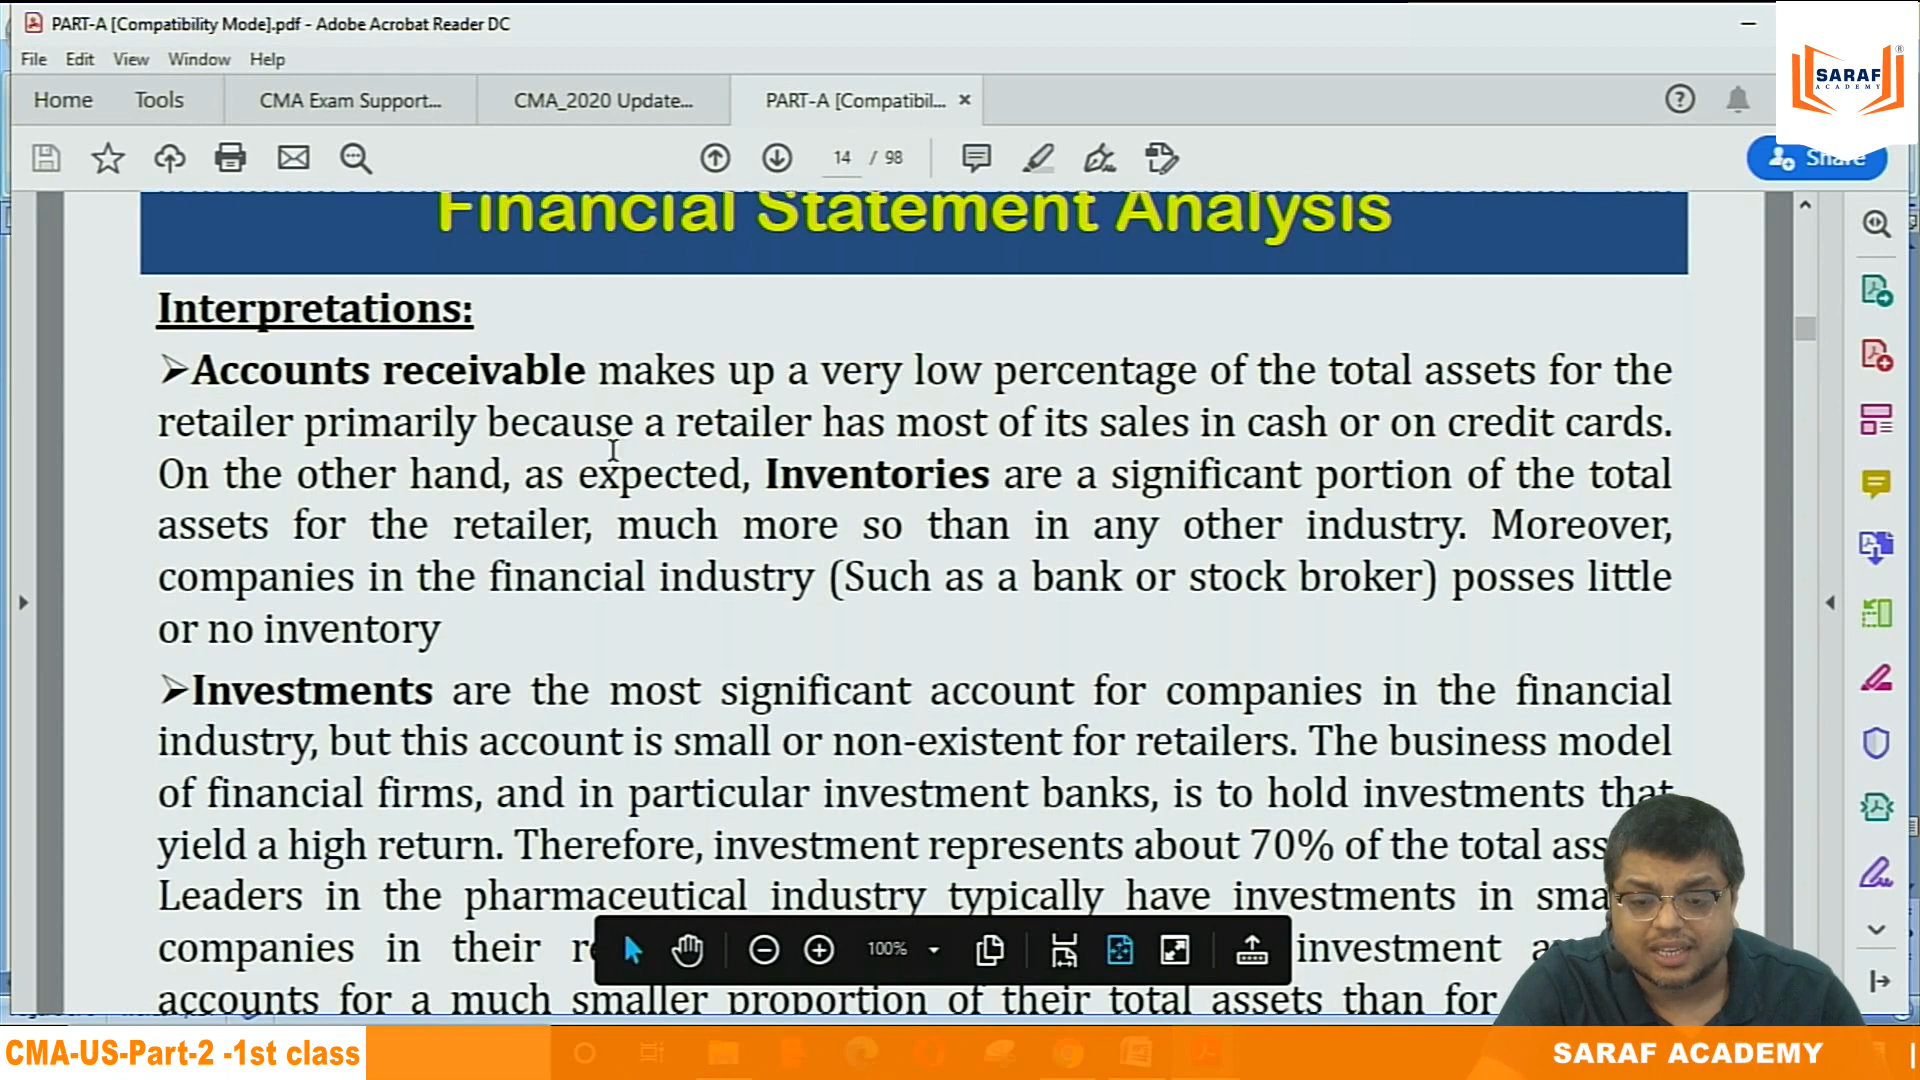 PART-A [Compatibility Mode].pdf - Adobe Acrobat Reader DC
File Edit View Window Help
Home Tools CMA Exam Support... CMA_2020 Update... PART-A [Compatibil... ×
SARAF
ACADEMY
14 / 98
Share
Financial Statement Analysis
Interpretations:
➢Accounts receivable makes up a very low percentage of the total assets for the
retailer primarily because a retailer has most of its sales in cash or on credit cards.
On the other hand, as expected, Inventories are a significant portion of the total
assets for the retailer, much more so than in any other industry. Moreover,
companies in the financial industry (Such as a bank or stock broker) posses little
or no inventory
➢Investments are the most significant account for companies in the financial
industry, but this account is small or non-existent for retailers. The business model
of financial firms, and in particular investment banks, is to hold investments that
yield a high return. Therefore, investment represents about 70% of the total
Leaders in the pharmaceutical industry typically have investments in
companies in their investment
accounts for a much smaller proportion of their total assets than for
100%
CMA-US-Part-2 -1st class
SARAF ACADEMY